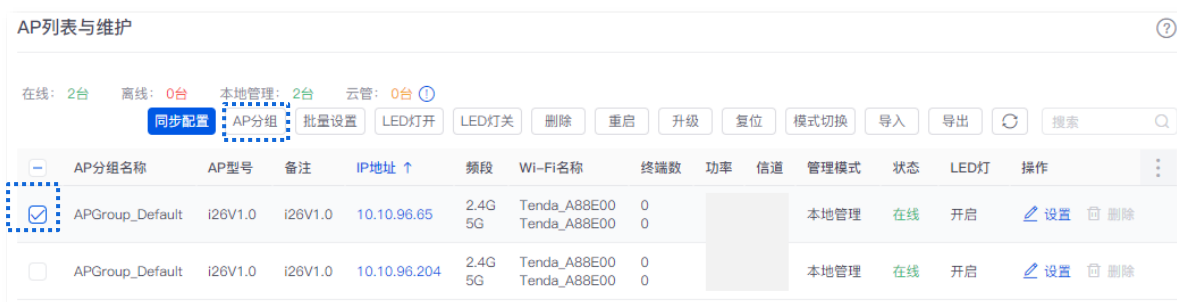 AP列表与维护
在线： 2台 离线： 0台 本地管理： 2台 云管： 0台
同步配置 AP分组 批量设置 LED灯开 LED灯关 删除 重启 升级 复位 模式切换 导入 导出 搜索
AP分组名称 AP型号 备注 IP地址 ↑ 频段 Wi-Fi名称 终端数 功率 信道 管理模式 状态 LED灯 操作
APGroup_Default i26V1.0 i26V1.0 10.10.96.65 2.4G Tenda_A88E00 0 本地管理 在线 开启 设置 删除
5G Tenda_A88E00 0
APGroup_Default i26V1.0 i26V1.0 10.10.96.204 2.4G Tenda_A88E00 0 本地管理 在线 开启 设置 删除
5G Tenda_A88E00 0